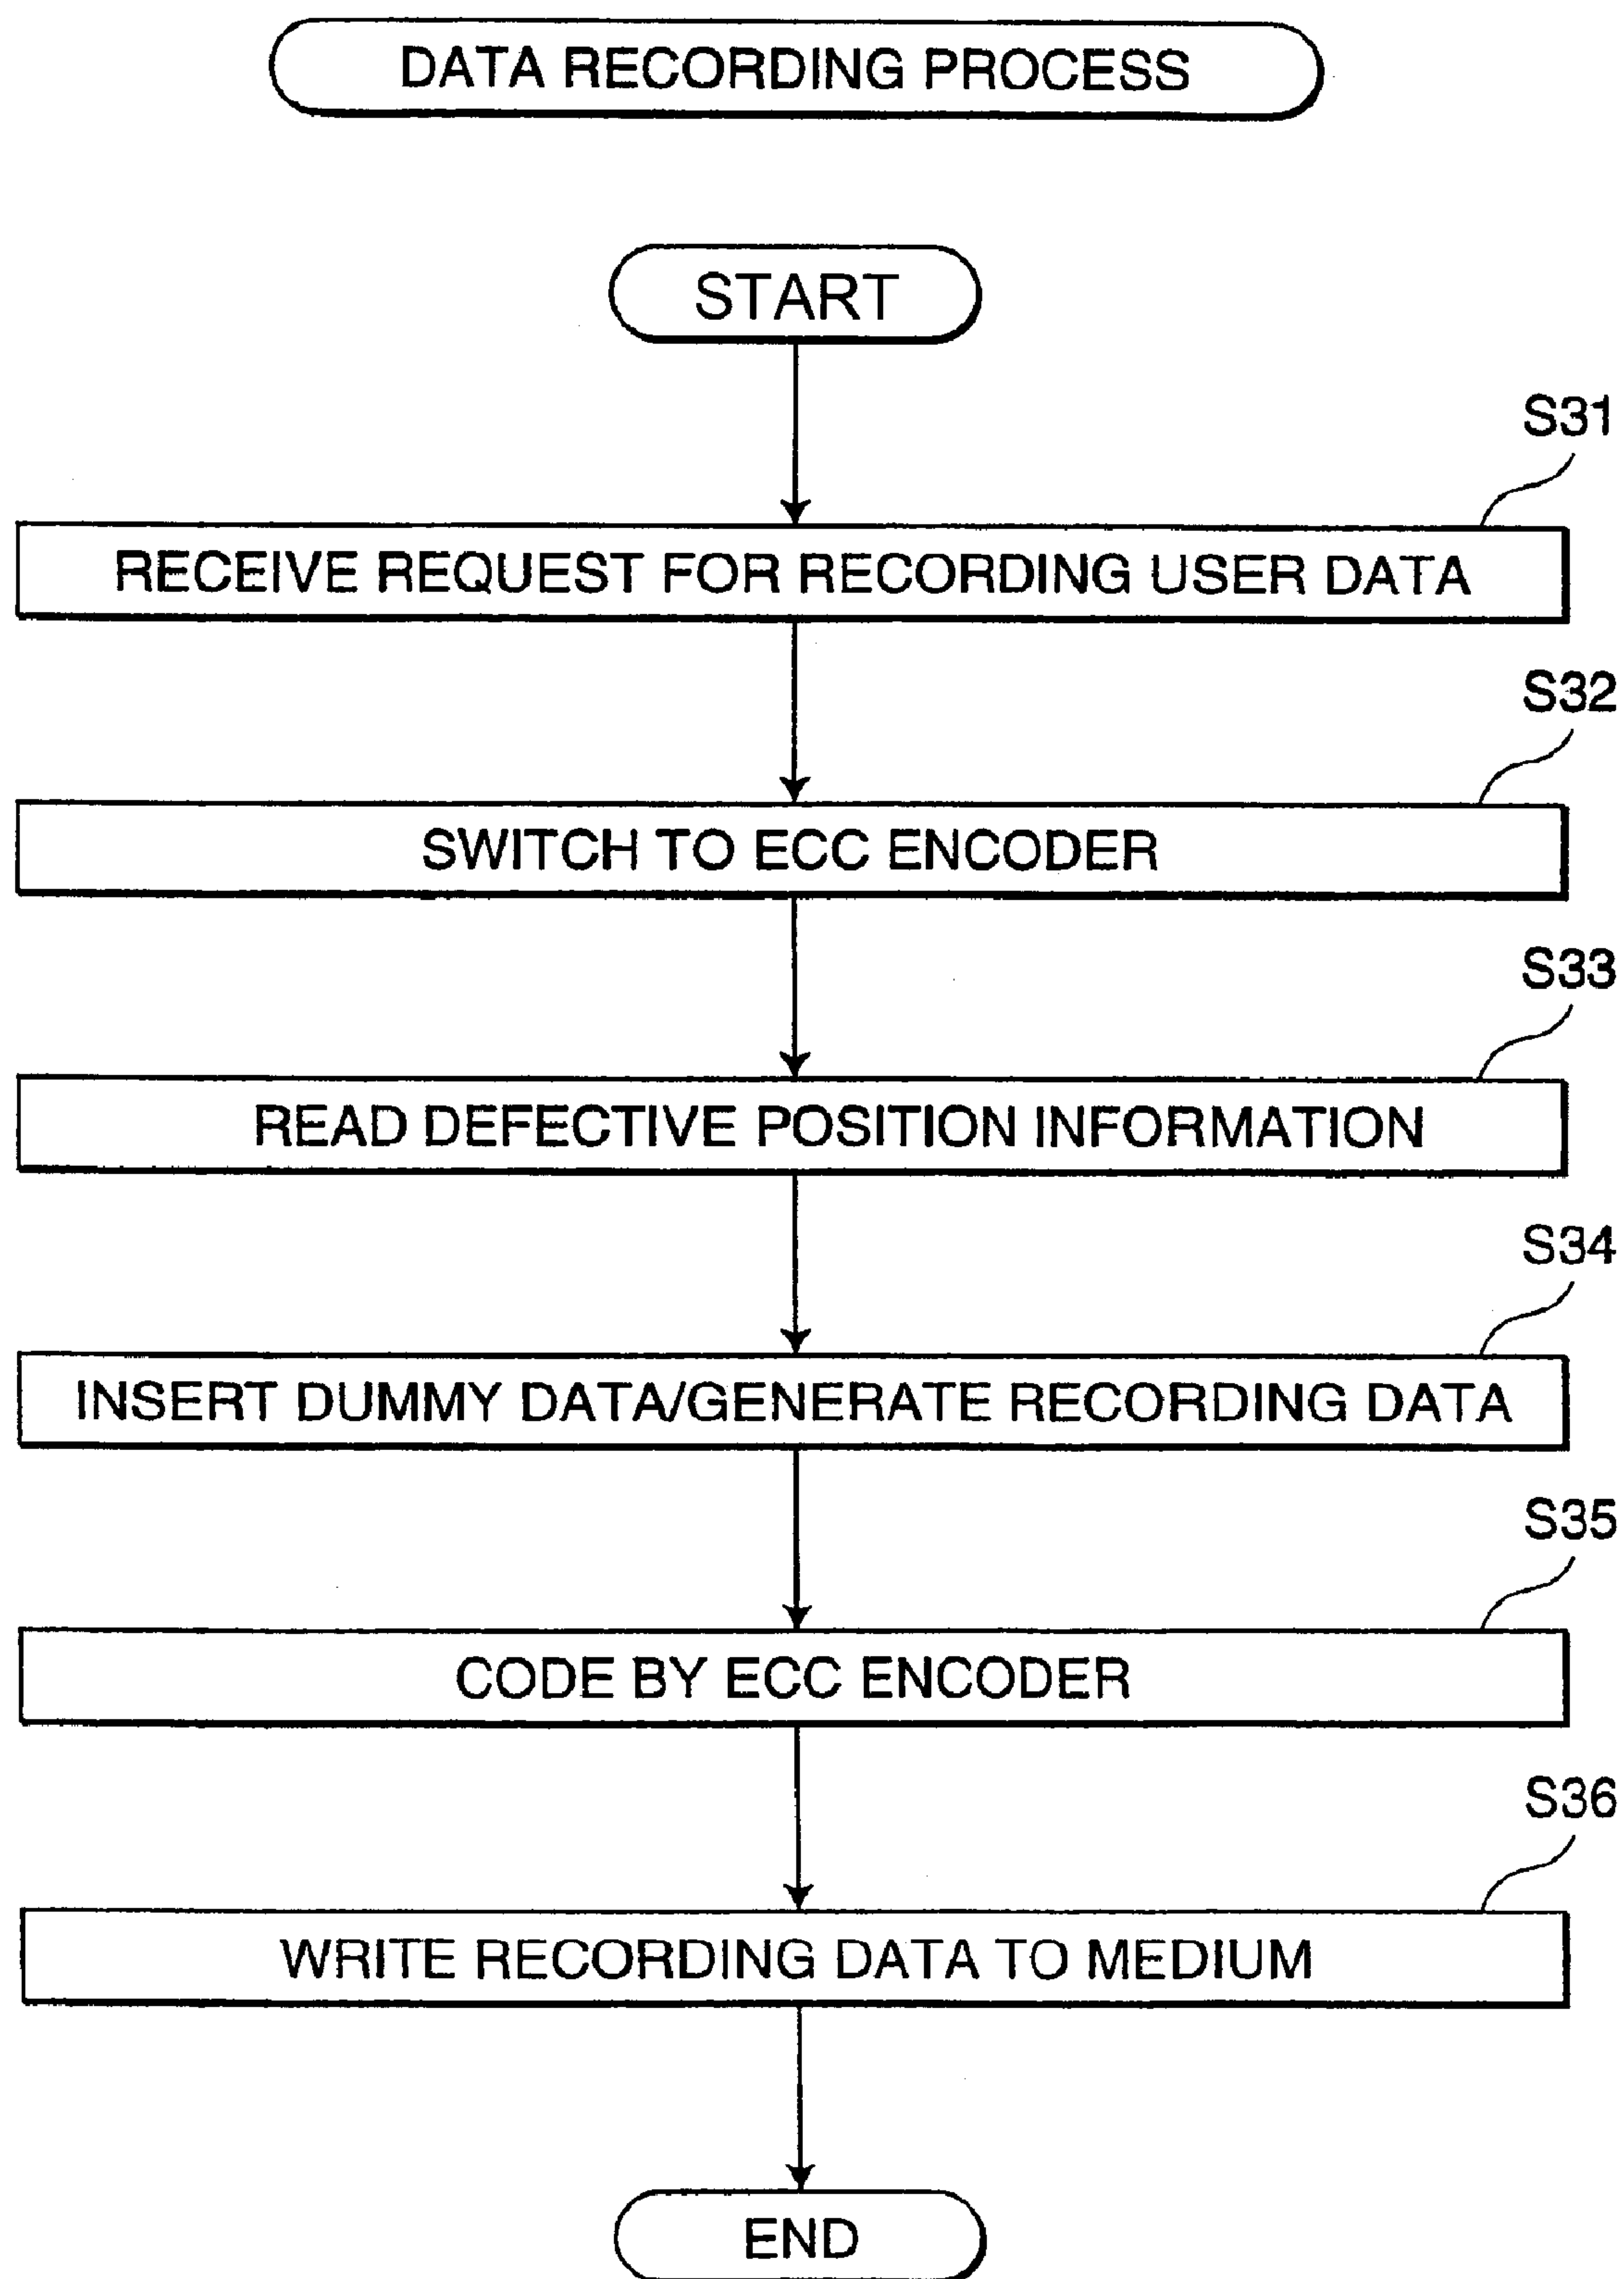 DATA RECORDING PROCESS
START
S31
RECEIVE REQUEST FOR RECORDING USER DATA
S32
SWITCH TO ECC ENCODER
S33
READ DEFECTIVE POSITION INFORMATION
S34
INSERT DUMMY DATA/GENERATE RECORDING DATA
S35
CODE BY ECC ENCODER
S36
WRITE RECORDING DATA TO MEDIUM
END